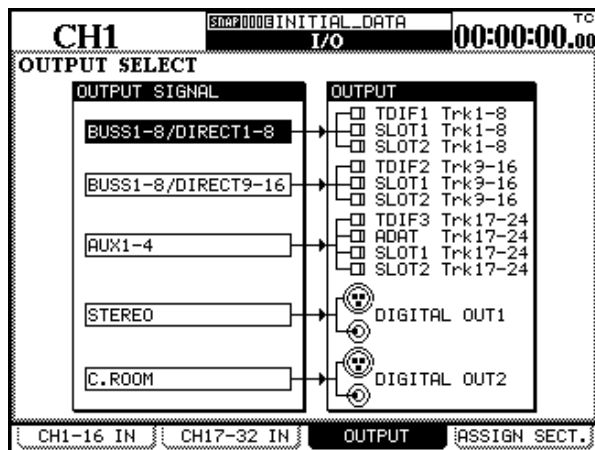 CH1
SNAP000 INITIAL_DATA
I/O
TC
00:00:00.00
OUTPUT SELECT
OUTPUT SIGNAL
OUTPUT
BUSS1-8/DIRECT1-8
TDIF1 Trk1-8
SLOT1 Trk1-8
SLOT2 Trk1-8
BUSS1-8/DIRECT9-16
TDIF2 Trk9-16
SLOT1 Trk9-16
SLOT2 Trk9-16
AUX1-4
TDIF3 Trk17-24
ADAT Trk17-24
SLOT1 Trk17-24
SLOT2 Trk17-24
STEREO
DIGITAL OUT1
C.ROOM
DIGITAL OUT2
CH1-16 IN
CH17-32 IN
OUTPUT
ASSIGN SECT.